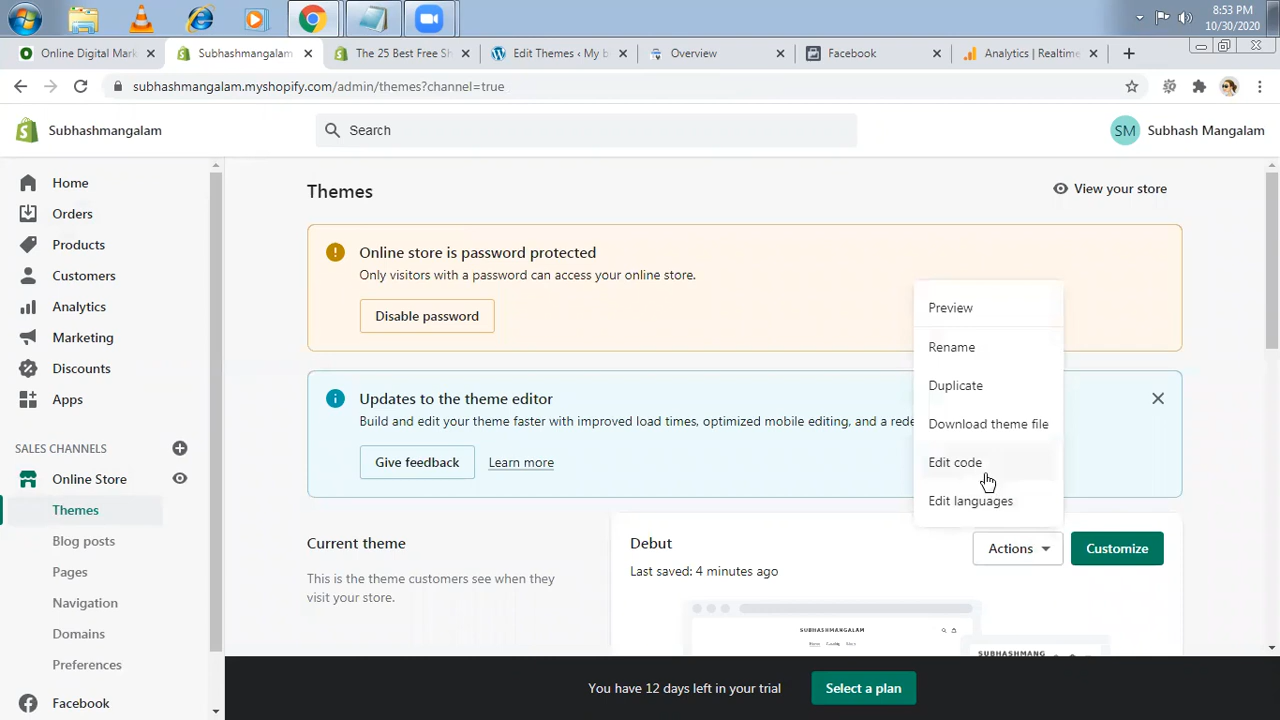 8:53 PM
10/30/2020
Online Digital Mark
Subhashmangalam
The 25 Best Free Sh
Edit Themes ‹ My b
Overview
Facebook
Analytics | Realtime
subhashmangalam.myshopify.com/admin/themes?channel=true
Subhashmangalam
Search
SM
Subhash Mangalam
Home
Orders
Products
Customers
Analytics
Marketing
Discounts
Apps
SALES CHANNELS
Online Store
Themes
Blog posts
Pages
Navigation
Domains
Preferences
Facebook
Themes
View your store
Online store is password protected
Only visitors with a password can access your online store.
Disable password
Updates to the theme editor
Build and edit your theme faster with improved load times, optimized mobile editing, and a rede
Give feedback
Learn more
Preview
Rename
Duplicate
Download theme file
Edit code
Edit languages
Current theme
This is the theme customers see when they
visit your store.
Debut
Last saved: 4 minutes ago
Actions
Customize
SUBHASHMANGALAM
Home
Catalog
SUBHASHMANG
You have 12 days left in your trial
Select a plan